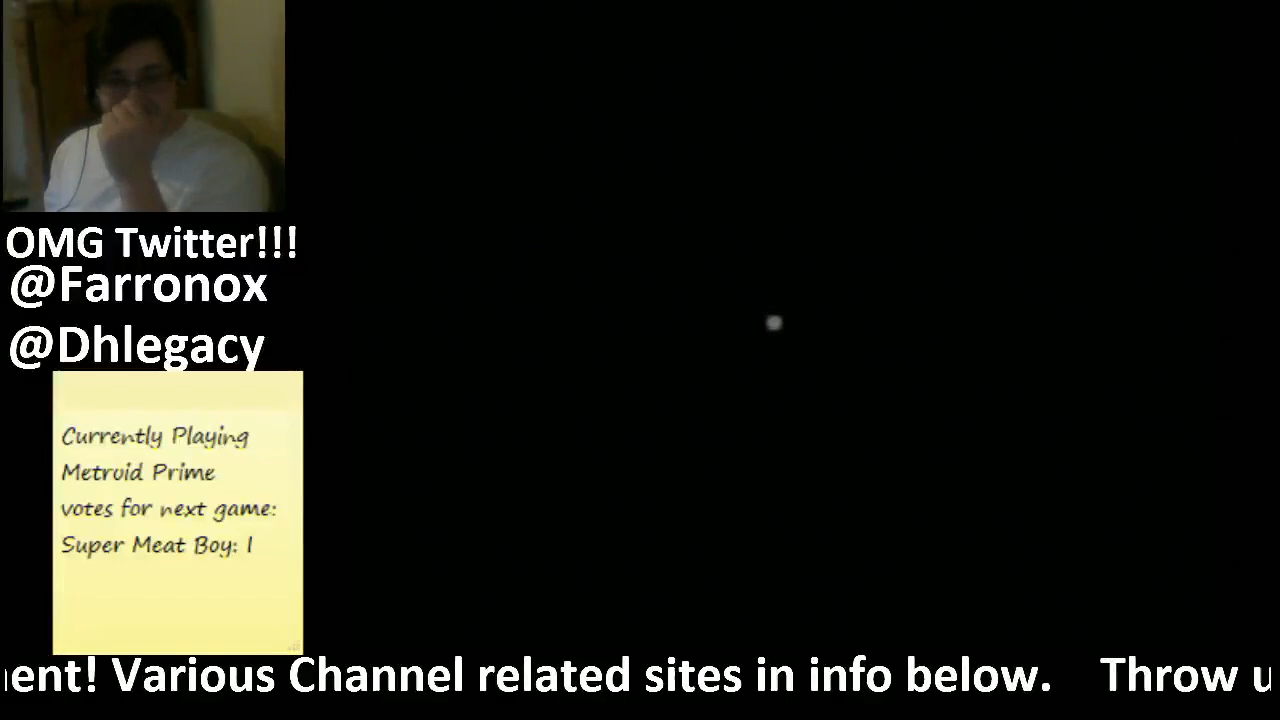 OMG Twitter!!!
@Farronox
@Dhlegacy
Currently Playing
Metroid Prime
votes for next game:
Super Meat Boy: 1
Various Channel related sites in info below. Throw